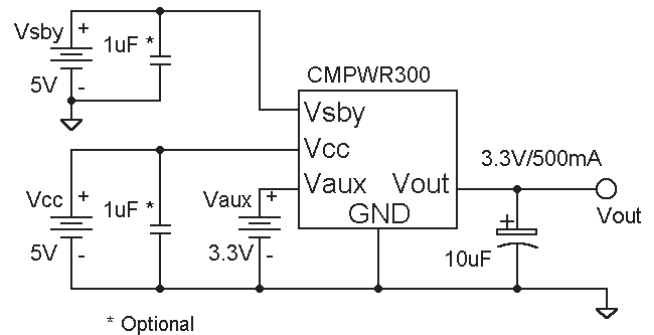 Vsby
+
1uF *
5V
-
CMPWR300
Vsby
Vcc
Vaux
Vout
GND
3.3V/500mA
Vcc
+
1uF *
5V
-
Vaux
+
3.3V
-
+
10uF
Vout
* Optional